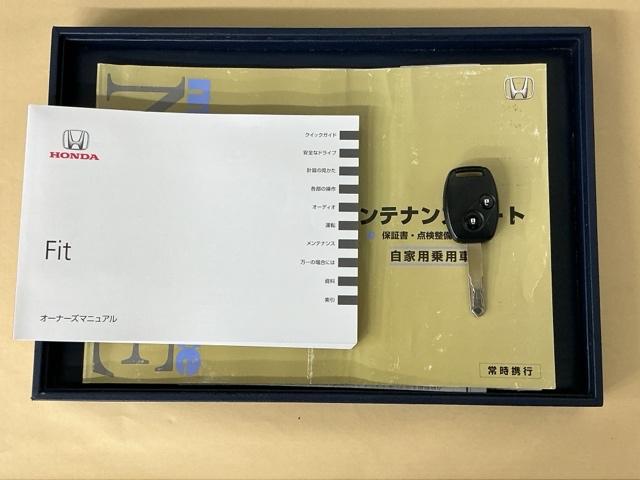 HONDA
Fit
オーナーズマニュアル
クイックガイド
安全なドライブ
計器の見かた
各部の操作
オーディオ
運転
メンテナンス
万一の場合には
資料
索引
ンテナンス
ート
保証書・点検整備
自家用乗用車
常時携行